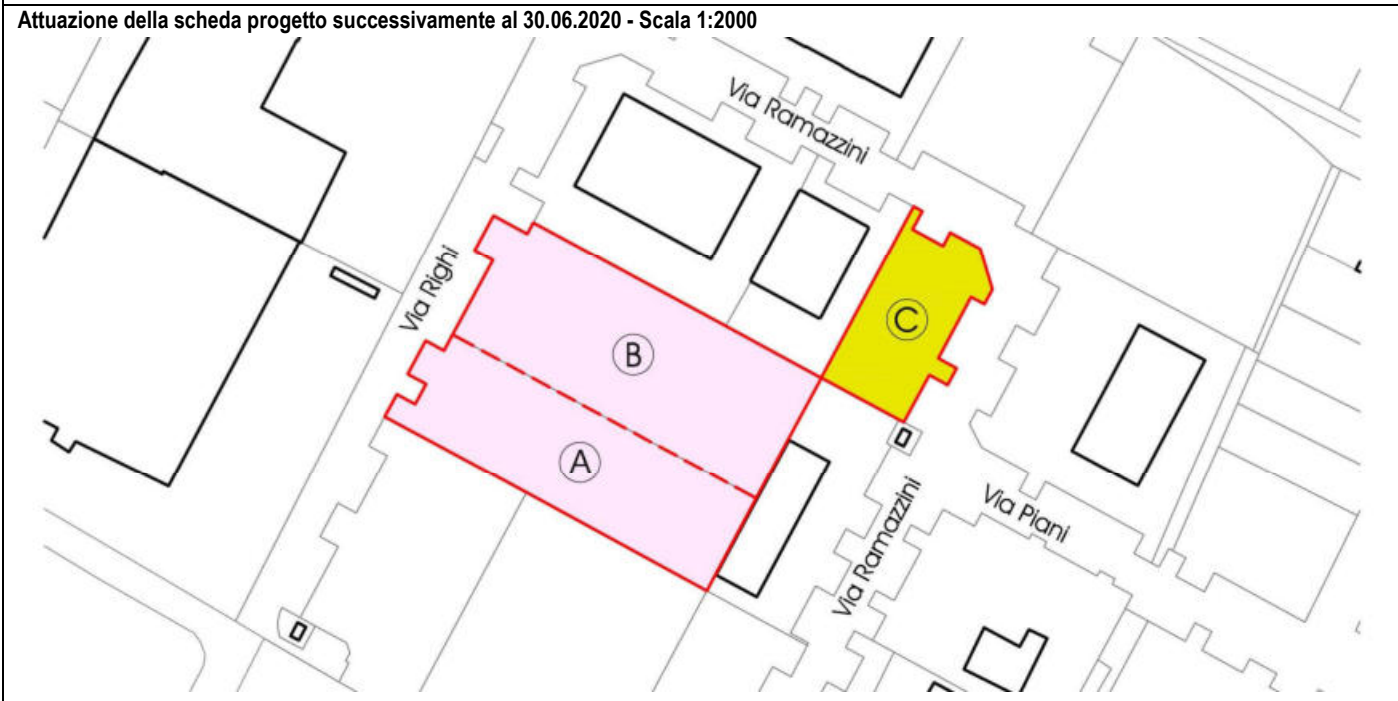 Attuazione della scheda progetto successivamente al 30.06.2020 - Scala 1:2000
Via Ramazzini
Via Righi
C
B
A
Via Piani
Via Ramazzini